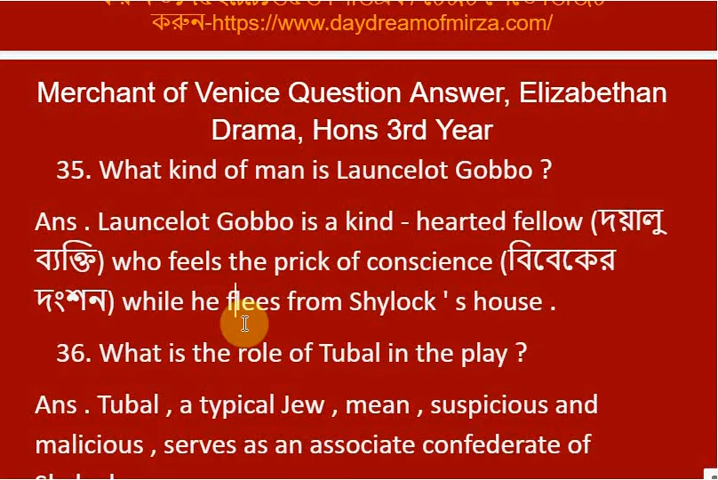 করুন-https://www.daydreamofmirza.com/
Merchant of Venice Question Answer, Elizabethan
Drama, Hons 3rd Year
35. What kind of man is Launcelot Gobbo ?
Ans . Launcelot Gobbo is a kind - hearted fellow (দয়ালু
ব্যক্তি) who feels the prick of conscience (বিবেকের
দংশন) while he flees from Shylock ' s house .
36. What is the role of Tubal in the play ?
Ans . Tubal , a typical Jew , mean , suspicious and
malicious , serves as an associate confederate of